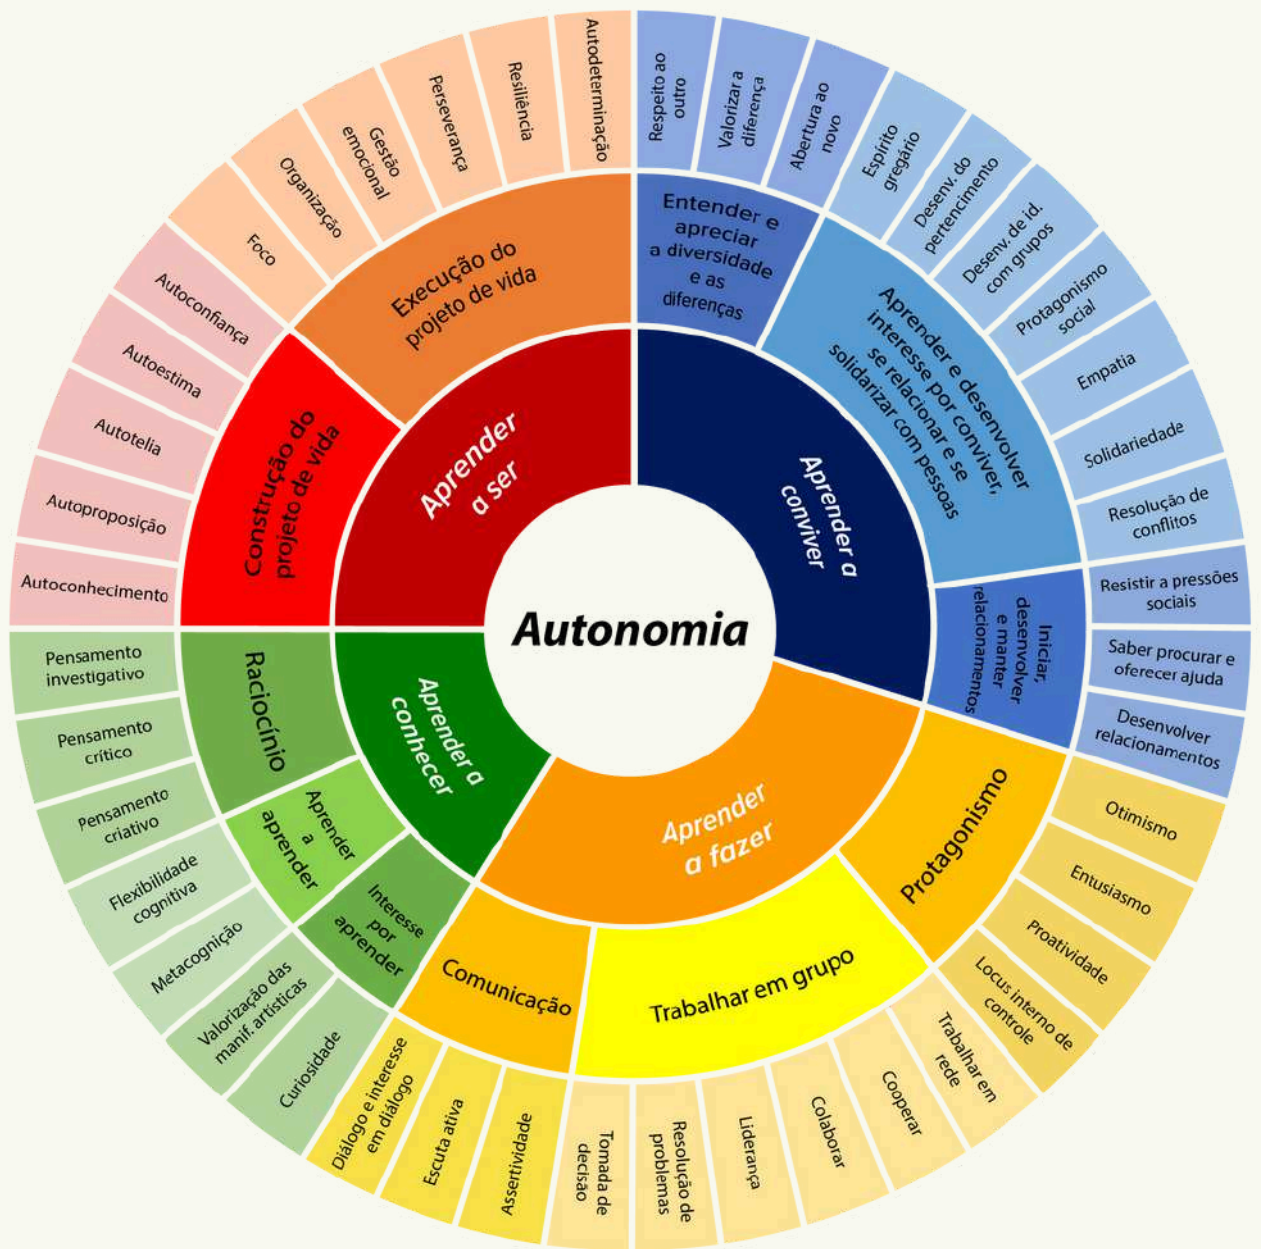 Autonomia
Aprender
a ser
Execução do
projeto de vida
Autodeterminação
Resiliência
Perseverança
Gestão
emocional
Organização
Foco
Construção do
projeto de vida
Autoconfiança
Autoestima
Autotelia
Autoproposição
Autoconhecimento
Aprender a
conviver
Entender e
apreciar
a diversidade
e as
diferenças
Respeito ao
outro
Valorizar a
diferença
Abertura ao
novo
Aprender e desenvolver
interesse por conviver,
se relacionar e se
solidarizar com pessoas
Espírito
gregário
Desenv. do
pertencimento
Desenv. de id.
com grupos
Protagonismo
social
Empatia
Solidariedade
Resolução de
conflitos
Iniciar,
desenvolver
e manter
relacionamentos
Resistir a pressões
sociais
Saber procurar e
oferecer ajuda
Desenvolver
relacionamentos
Aprender
a fazer
Protagonismo
Otimismo
Entusiasmo
Proatividade
Locus interno de
controle
Trabalhar em grupo
Trabalhar em
rede
Cooperar
Colaborar
Liderança
Resolução de
problemas
Tomada de
decisão
Comunicação
Assertividade
Escuta ativa
Diálogo e interesse
em diálogo
Aprender a
conhecer
Interesse
por
aprender
Curiosidade
Valorização das
manif. artísticas
Aprender
a
aprender
Metacognição
Flexibilidade
cognitiva
Raciocínio
Pensamento
criativo
Pensamento
crítico
Pensamento
investigativo